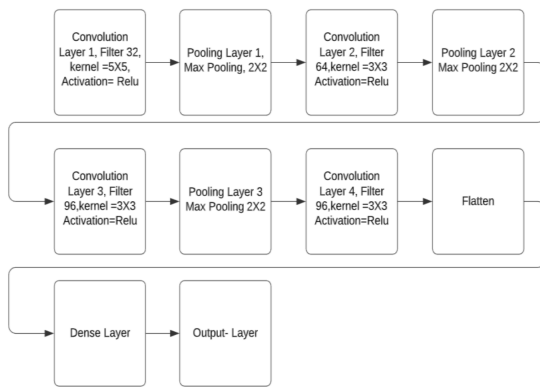 Convolution
Layer 1, Filter 32,
kernel =5X5,
Activation= Relu
Pooling Layer 1,
Max Pooling, 2X2
Convolution
Layer 2, Filter
64,kernel =3X3
Activation=Relu
Pooling Layer 2
Max Pooling 2X2
Convolution
Layer 3, Filter
96,kernel =3X3
Activation=Relu
Pooling Layer 3
Max Pooling 2X2
Convolution
Layer 4, Filter
96,kernel =3X3
Activation=Relu
Flatten
Dense Layer
Output- Layer